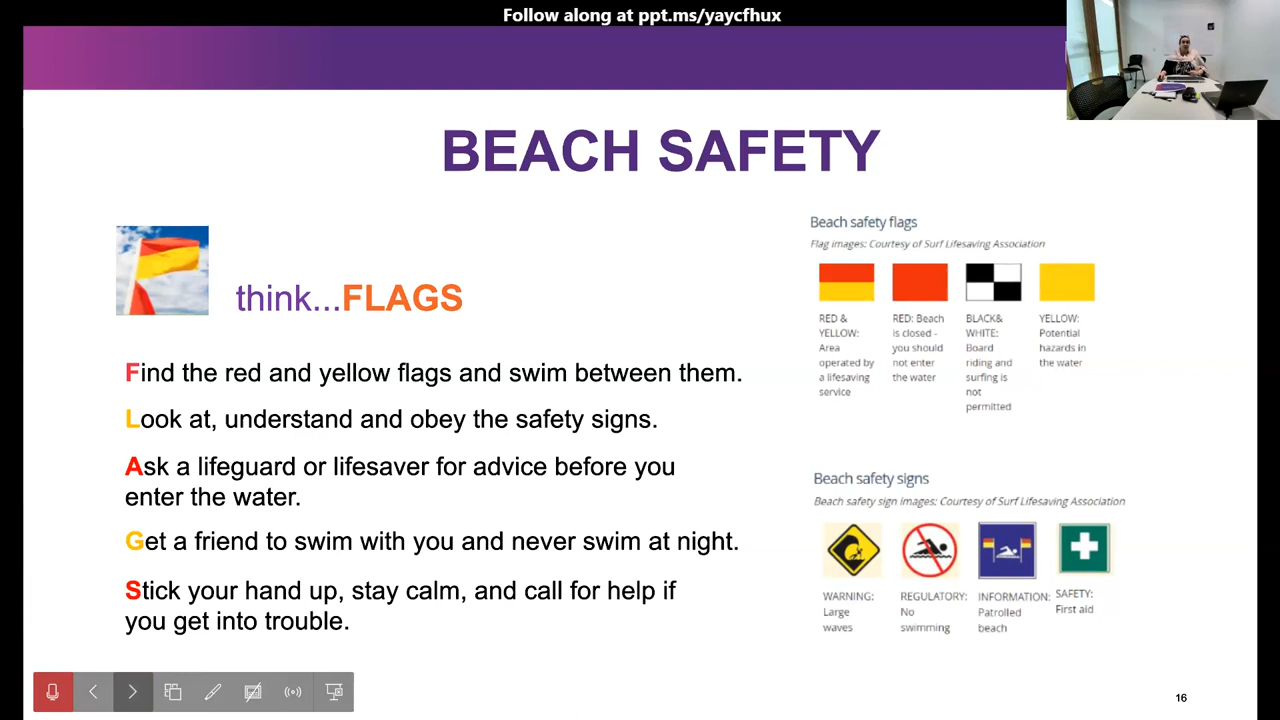 Follow along at ppt.ms/yaycfhux
BEACH SAFETY
think...FLAGS
Find the red and yellow flags and swim between them.
Look at, understand and obey the safety signs.
Ask a lifeguard or lifesaver for advice before you
enter the water.
Get a friend to swim with you and never swim at night.
Stick your hand up, stay calm, and call for help if
you get into trouble.
Beach safety flags
Flag images: Courtesy of Surf Lifesaving Association
RED &
YELLOW:
Area
operated by
a lifesaving
service
RED: Beach
is closed -
you should
not enter
the water
BLACK&
WHITE:
Board
riding and
surfing is
not
permitted
YELLOW:
Potential
hazards in
the water
Beach safety signs
Beach safety sign images: Courtesy of Surf Lifesaving Association
WARNING:
Large
waves
REGULATORY:
No
swimming
INFORMATION:
Patrolled
beach
SAFETY:
First aid
16